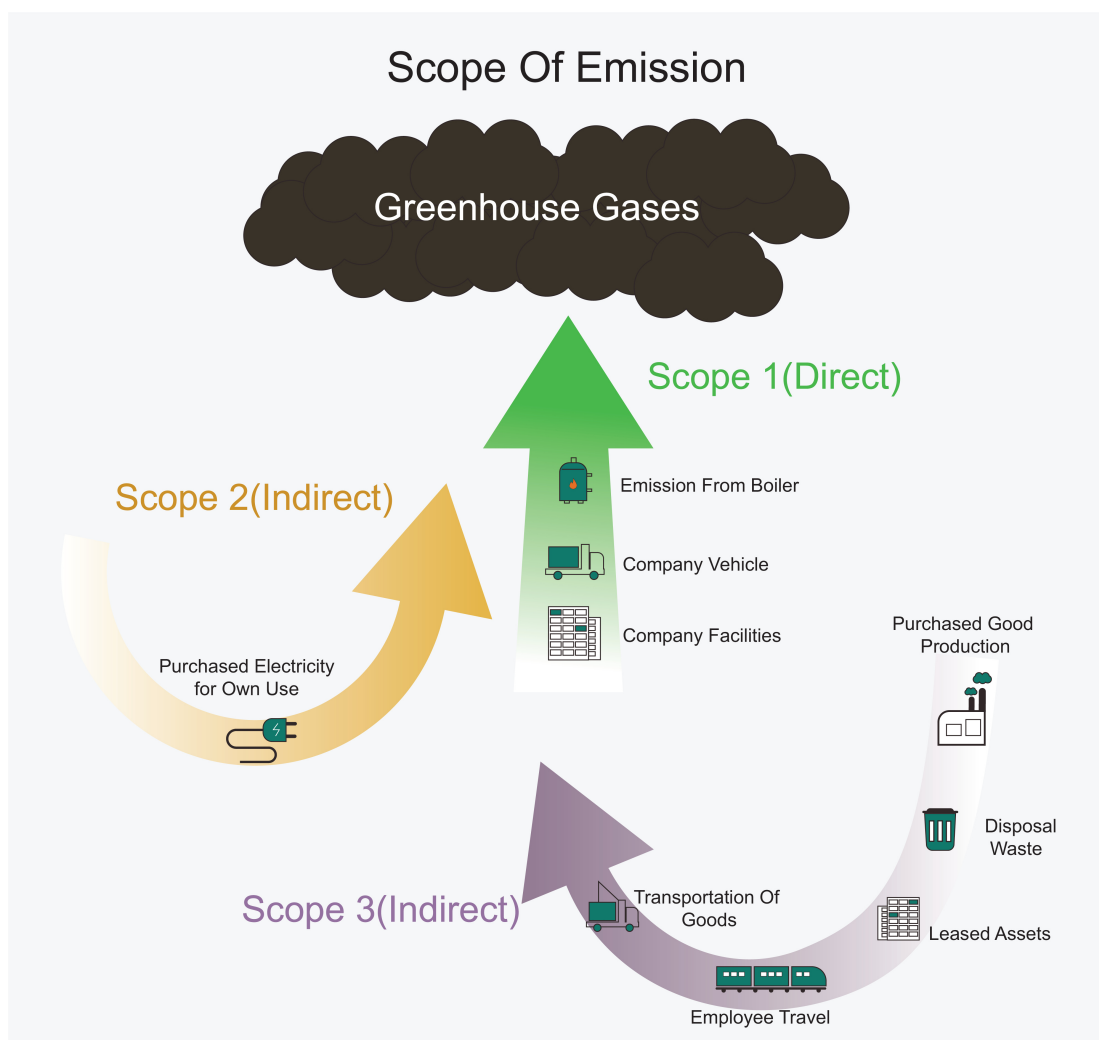 Scope Of Emission
Greenhouse Gases
Scope 1(Direct)
Emission From Boiler
Company Vehicle
Company Facilities
Scope 2(Indirect)
Purchased Electricity
for Own Use
Purchased Good
Production
Disposal
Waste
Leased Assets
Employee Travel
Transportation Of
Goods
Scope 3(Indirect)